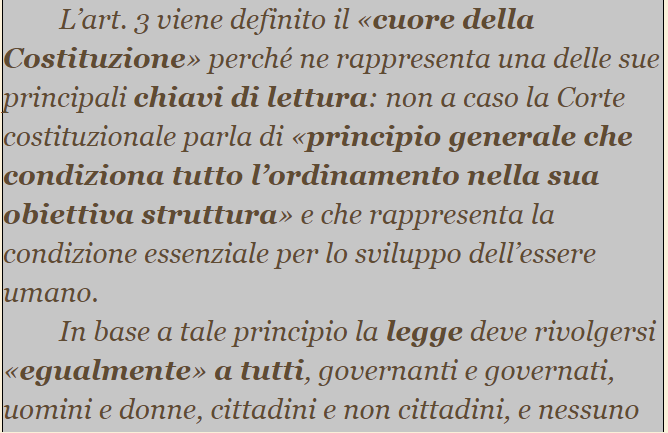 L’art. 3 viene definito il «cuore della
Costituzione» perché ne rappresenta una delle sue
principali chiavi di lettura: non a caso la Corte
costituzionale parla di «principio generale che
condiziona tutto l’ordinamento nella sua
obiettiva struttura» e che rappresenta la
condizione essenziale per lo sviluppo dell’essere
umano.
In base a tale principio la legge deve rivolgersi
«egualmente» a tutti, governanti e governati,
uomini e donne, cittadini e non cittadini, e nessuno